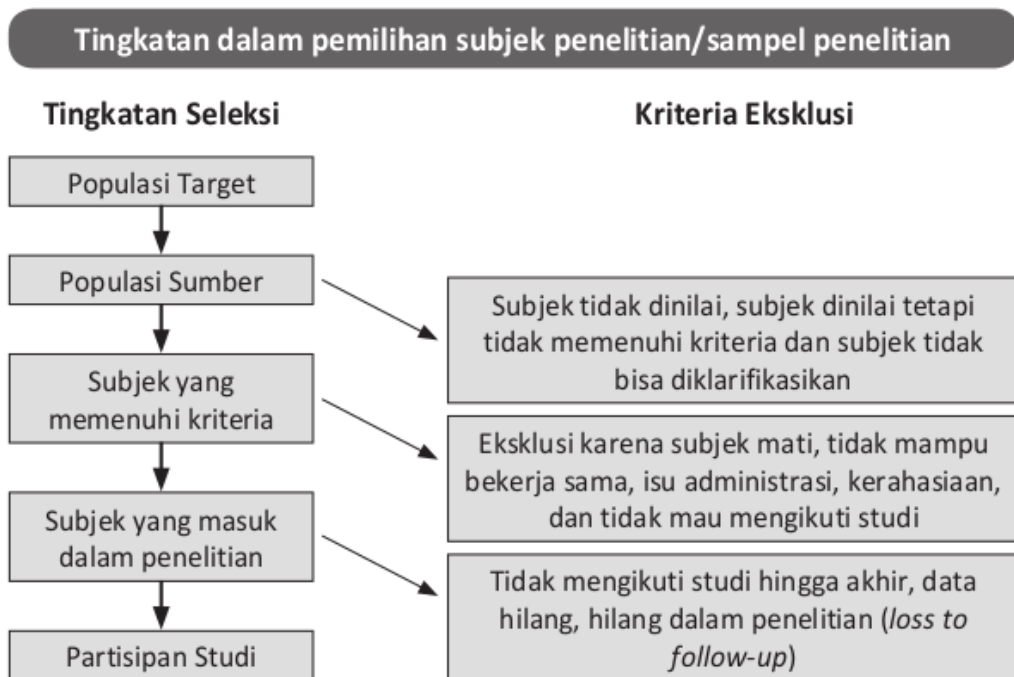 Tingkatan dalam pemilihan subjek penelitian/sampel penelitian
Tingkatan Seleksi
Kriteria Eksklusi
Populasi Target
Populasi Sumber
Subjek tidak dinilai, subjek dinilai tetapi
tidak memenuhi kriteria dan subjek tidak
bisa diklarifikasikan
Subjek yang
memenuhi kriteria
Eksklusi karena subjek mati, tidak mampu
bekerja sama, isu administrasi, kerahasiaan,
dan tidak mau mengikuti studi
Subjek yang masuk
dalam penelitian
Tidak mengikuti studi hingga akhir, data
hilang, hilang dalam penelitian (loss to
follow-up)
Partisipan Studi